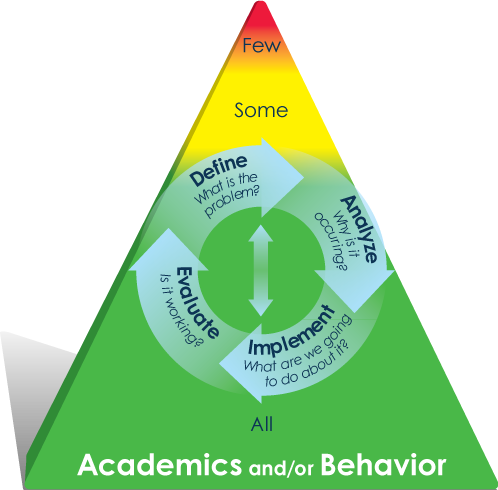 Few
Some
Define
What is the
problem?
Analyze
Why is it
occuring?
Implement
What are we going
to do about it?
Evaluate
Is it working?
All
Academics and/or Behavior